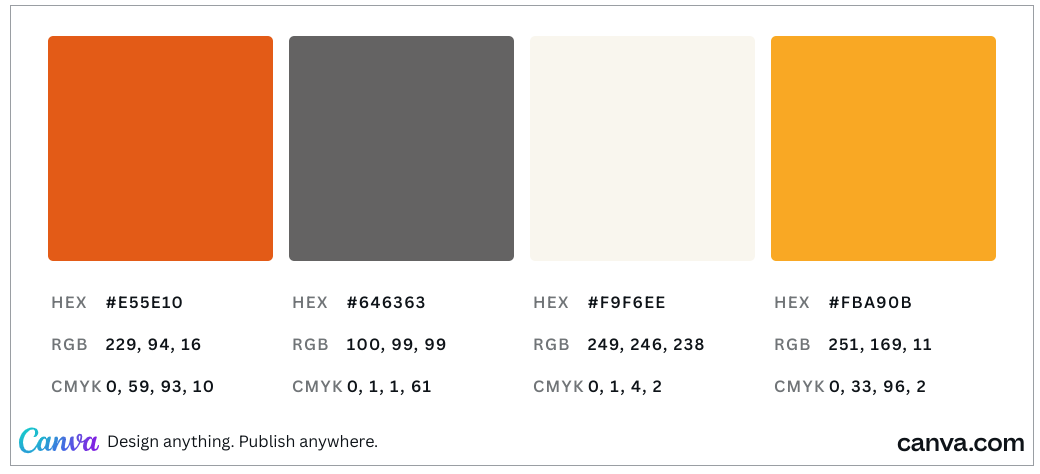 HEX #E55E10
RGB 229, 94, 16
CMYK 0, 59, 93, 10
HEX #646363
RGB 100, 99, 99
CMYK 0, 1, 1, 61
HEX #F9F6EE
RGB 249, 246, 238
CMYK 0, 1, 4, 2
HEX #FBA90B
RGB 251, 169, 11
CMYK 0, 33, 96, 2
Canva Design anything. Publish anywhere.
canva.com